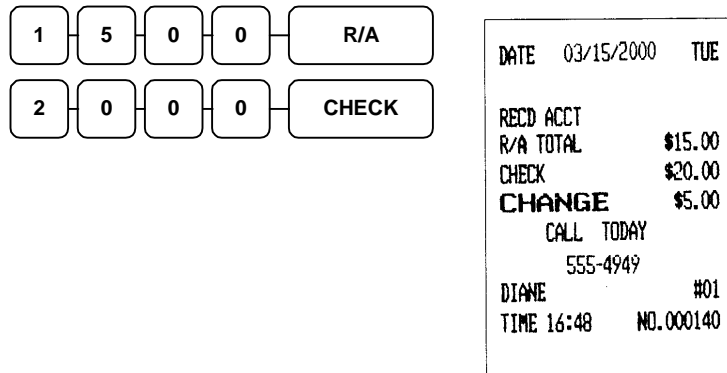 1 5 0 0 R/A
2 0 0 0 CHECK
DATE 03/15/2000 TUE
RECD ACCT
R/A TOTAL $15.00
CHECK $20.00
CHANGE $5.00
CALL TODAY
555-4949
DIANE #01
TIME 16:48 NO.000140